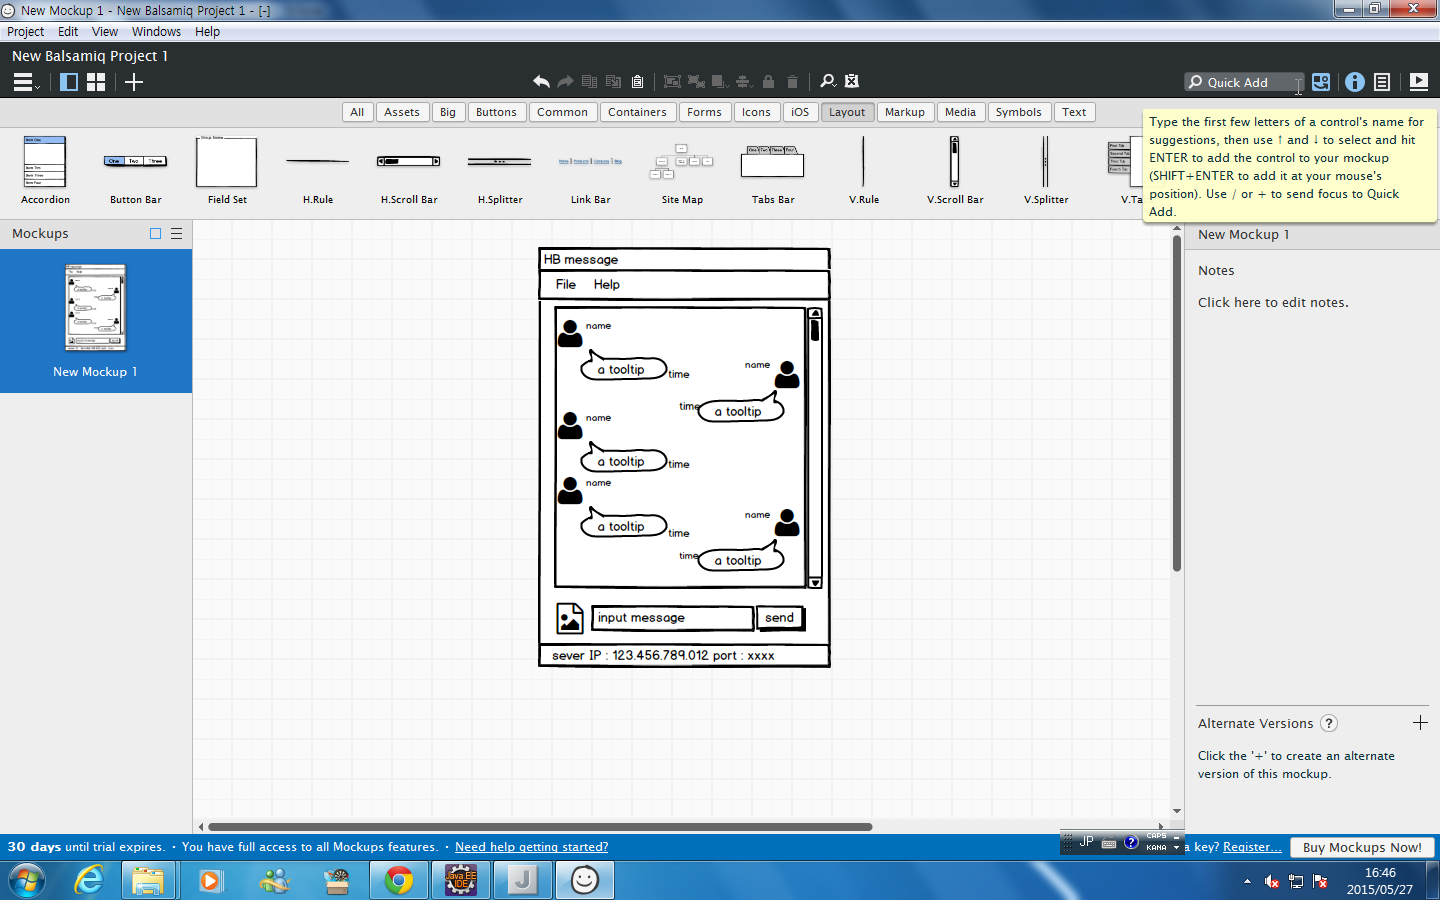 New Mockup 1 - New Balsamiq Project 1 - [-]
Project Edit View Windows Help
New Balsamiq Project 1
Quick Add
All Assets Big Buttons Common Containers Forms Icons iOS Layout Markup Media Symbols Text
Type the first few letters of a control's name for
suggestions, then use ↑ and ↓ to select and hit
ENTER to add the control to your mockup
(SHIFT+ENTER to add it at your mouse's
position). Use / or + to send focus to Quick
Add.
One Two Three
Accordion Button Bar Field Set H.Rule H.Scroll Bar H.Splitter Link Bar Site Map Tabs Bar V.Rule V.Scroll Bar V.Splitter V.Ta
Mockups
New Mockup 1
New Mockup 1
Notes
Click here to edit notes.
HB message
File Help
name
a tooltip
time
name
time
a tooltip
name
a tooltip
time
name
a tooltip
time
name
time
a tooltip
input message
send
sever IP : 123.456.789.012 port : xxxx
Alternate Versions ?
Click the '+' to create an alternate
version of this mockup.
30 days until trial expires. · You have full access to all Mockups features. · Need help getting started?
JP
CAPS
KANA
a key? Register...
Buy Mockups Now!
Java EE
IDE
J
16:46
2015/05/27